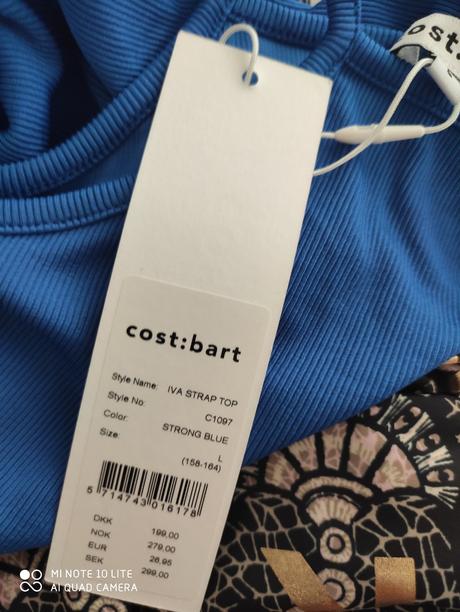 ost:
cost:bart
Style Name: IVA STRAP TOP
Style No: C1097
Color: STRONG BLUE
Size: L
(158-164)
5 714743 016178
DKK 199,00
NOK 279,00
EUR 26,95
SEK 299,00
MI NOTE 10 LITE
AI QUAD CAMERA